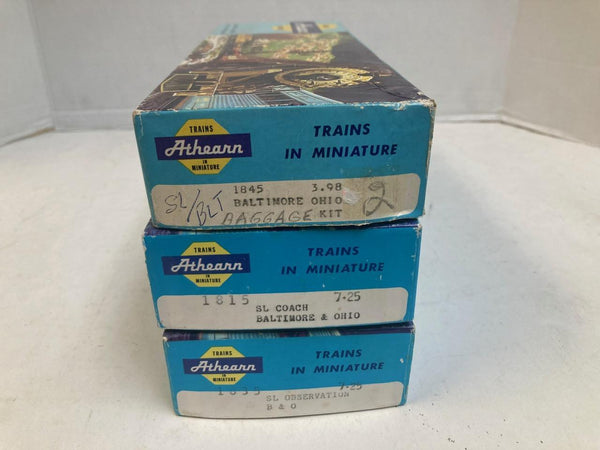 TRAINS
Athearn
IN
MINIATURE
TRAINS
IN MINIATURE
SL/BLT
1845 3.98
BALTIMORE OHIO
BAGGAGE KIT
2
TRAINS
Athearn
IN
MINIATURE
TRAINS
IN MINIATURE
1815 7.25
SL COACH
BALTIMORE & OHIO
TRAINS
Athearn
IN
MINIATURE
TRAINS
IN MINIATURE
1835 7.25
SL OBSERVATION
B & O